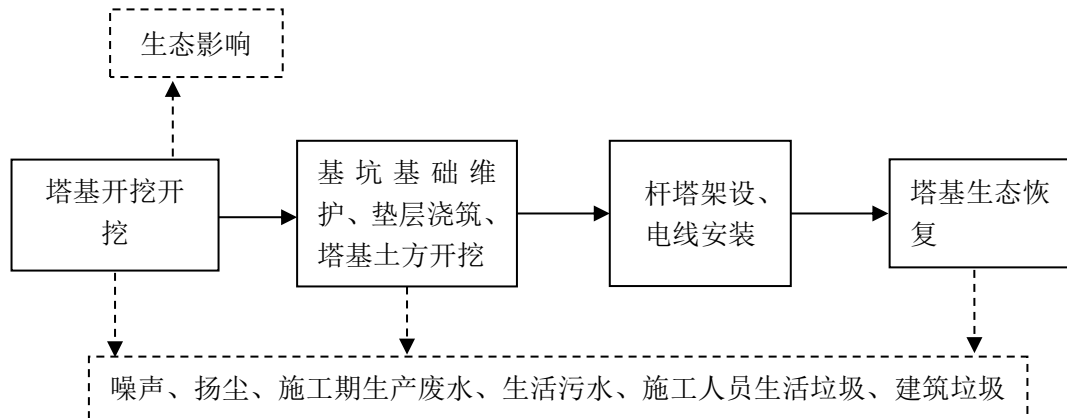 生态影响
塔基开挖开
挖
基坑基础维
护、垫层浇筑、
塔基土方开挖
杆塔架设、
电线安装
塔基生态恢
复
噪声、扬尘、施工期生产废水、生活污水、施工人员生活垃圾、建筑垃圾